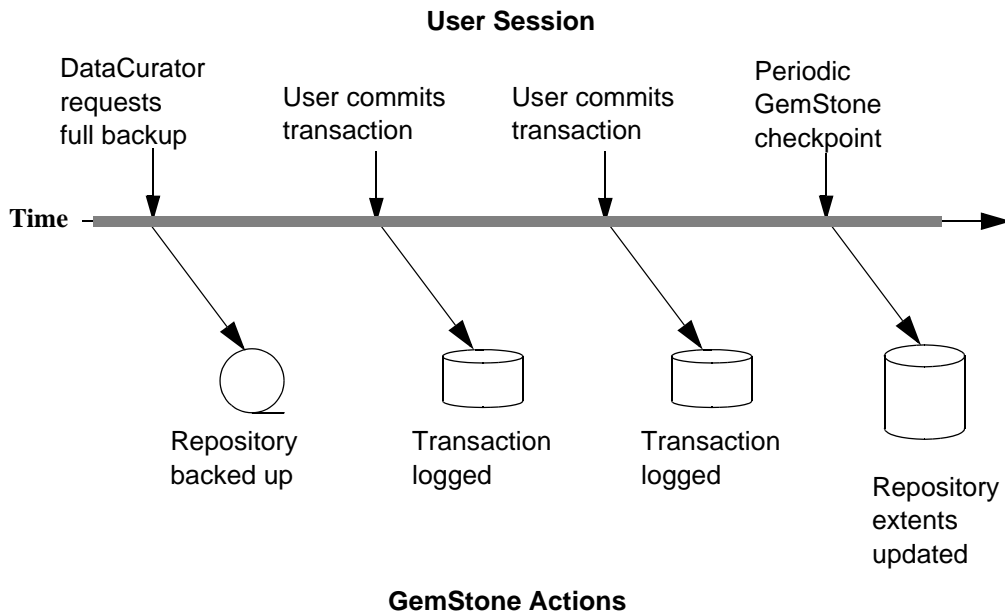 User Session
DataCurator
requests
full backup
User commits
transaction
User commits
transaction
Periodic
GemStone
checkpoint
Time
Repository
backed up
Transaction
logged
Transaction
logged
Repository
extents
updated
GemStone Actions